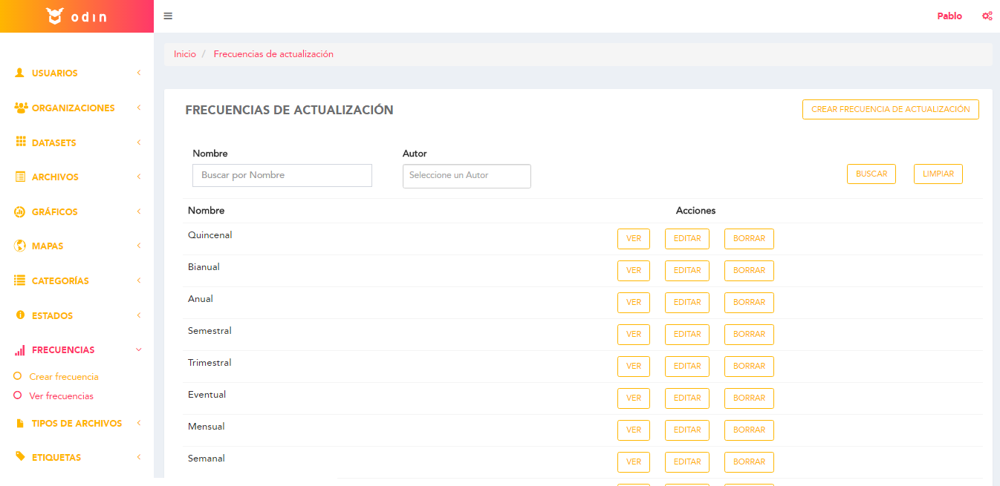 odin
Pablo
Inicio / Frecuencias de actualización
USUARIOS
ORGANIZACIONES
DATASETS
ARCHIVOS
GRÁFICOS
MAPAS
CATEGORÍAS
ESTADOS
FRECUENCIAS
Crear frecuencia
Ver frecuencias
TIPOS DE ARCHIVOS
ETIQUETAS
FRECUENCIAS DE ACTUALIZACIÓN
CREAR FRECUENCIA DE ACTUALIZACIÓN
Nombre Autor
Buscar por Nombre Seleccione un Autor BUSCAR LIMPIAR
Nombre Acciones
Quincenal VER EDITAR BORRAR
Bianual VER EDITAR BORRAR
Anual VER EDITAR BORRAR
Semestral VER EDITAR BORRAR
Trimestral VER EDITAR BORRAR
Eventual VER EDITAR BORRAR
Mensual VER EDITAR BORRAR
Semanal VER EDITAR BORRAR